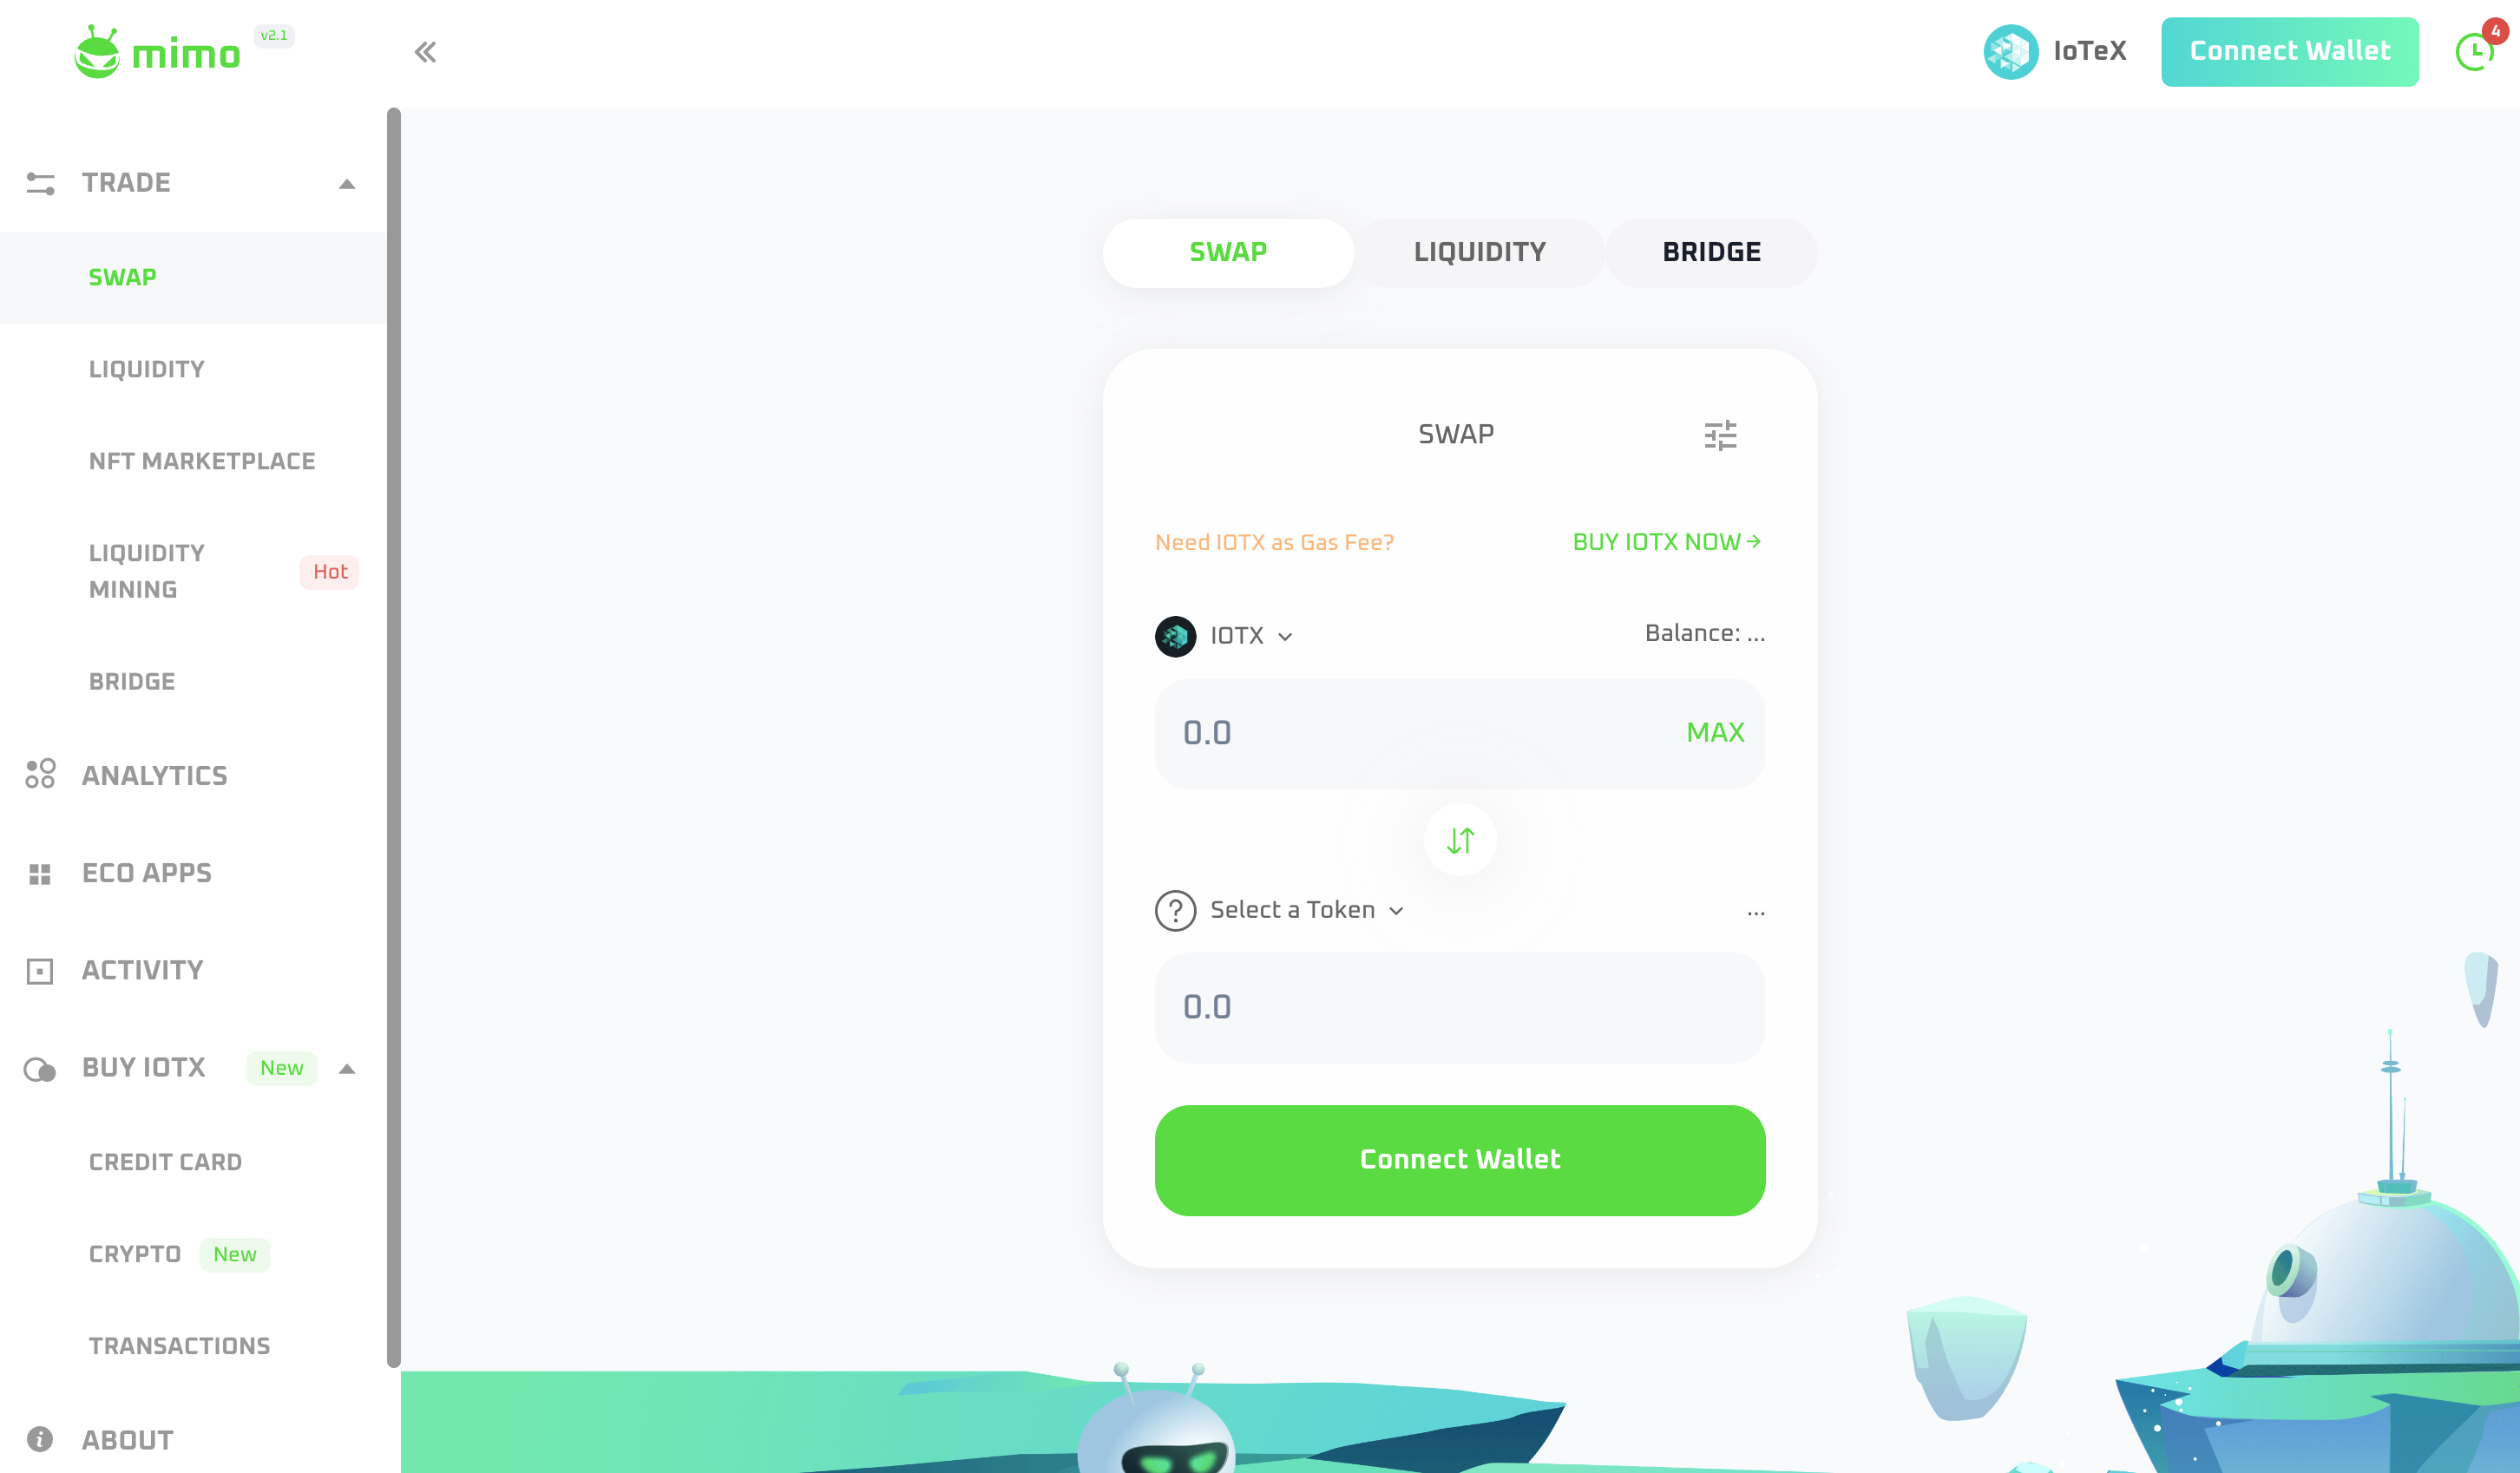 mimo
v2.1
IoTeX
Connect Wallet
4
TRADE
SWAP
LIQUIDITY
NFT MARKETPLACE
LIQUIDITY
MINING
Hot
BRIDGE
ANALYTICS
ECO APPS
ACTIVITY
BUY IOTX
New
CREDIT CARD
CRYPTO
New
TRANSACTIONS
ABOUT
SWAP
LIQUIDITY
BRIDGE
SWAP
Need IOTX as Gas Fee?
BUY IOTX NOW
IOTX
Balance: ...
0.0
MAX
?
Select a Token
...
0.0
Connect Wallet